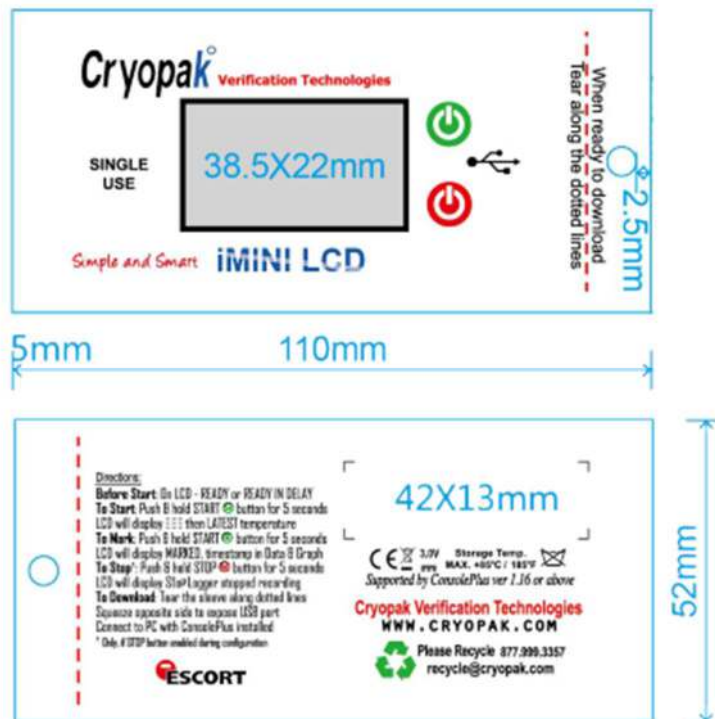 Cryopak Verification Technologies
SINGLE
USE
38.5X22mm
When ready to download
Tear along the dotted lines
2.5mm
Simple and Smart iMINI LCD
5mm 110mm
Directions:
Before Start: On LCD - READY or READY IN DELAY
To Start: Push & hold START button for 5 seconds
LCD will display then LATEST temperature
To Mark: Push & hold START button for 5 seconds
LCD will display MARKED, timestamp in Data & Graph
To Stop*: Push & hold STOP button for 5 seconds
LCD will display Logger stopped recording
To Download: Tear the sleeve along dotted lines
Squeeze opposite side to expose USB port
Connect to PC with ConsolePlus installed
* Only, if STOP button enabled during configuration
ESCORT
42X13mm
CE 3.0V Storage Temp.
MAX. +85°C / 185°F
Supported by ConsolePlus ver 1.16 or above
Cryopak Verification Technologies
WWW.CRYOPAK.COM
Please Recycle 877.999.3357
recycle@cryopak.com
52mm